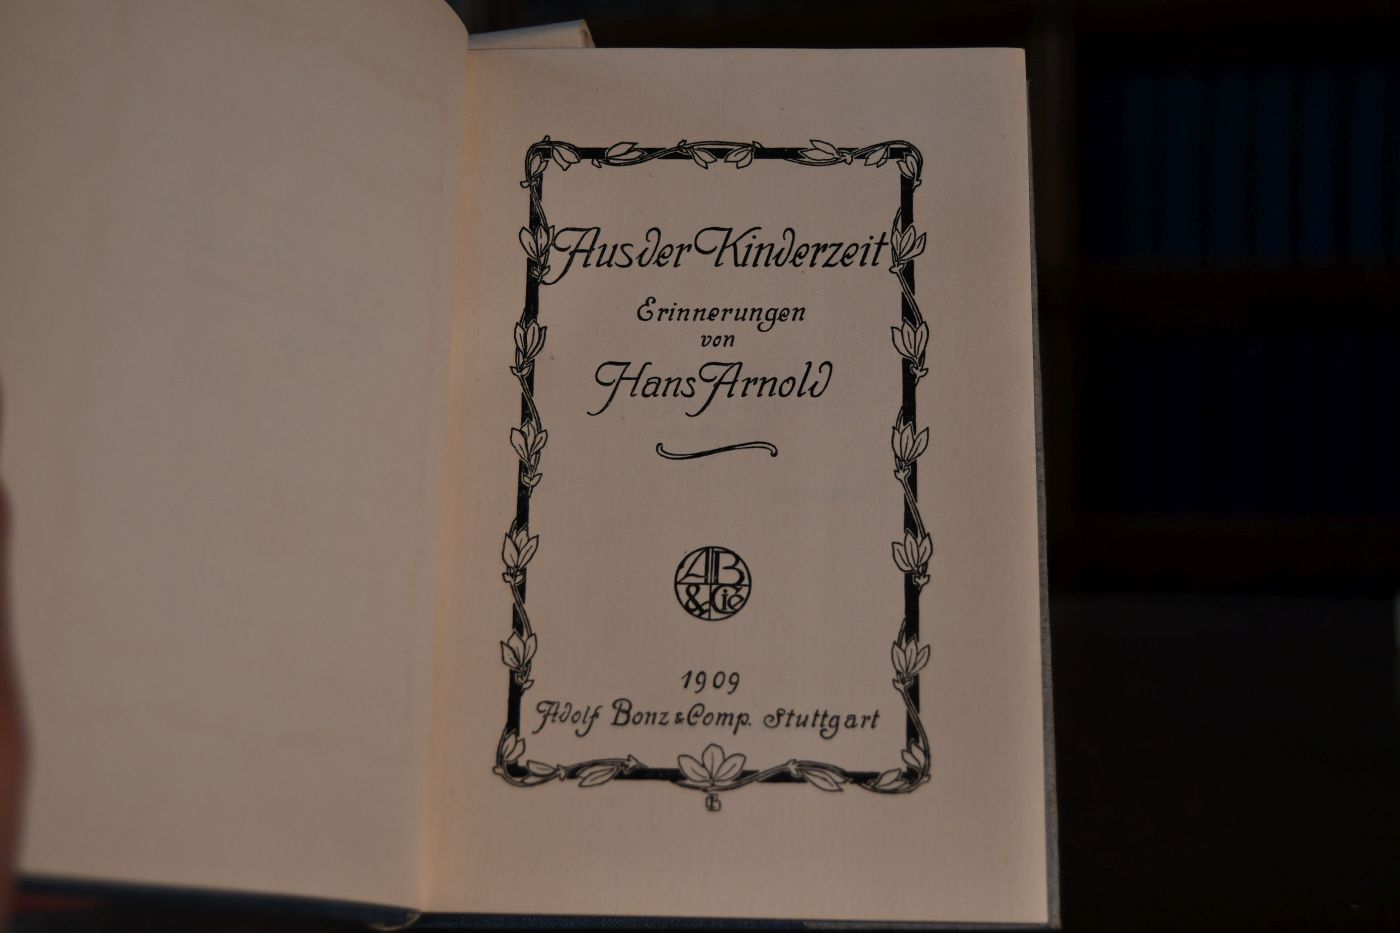 Aus der Kinderzeit
Erinnerungen
von
Hans Arnold
AB
& Cie
1909
Adolf Bonz & Comp. Stuttgart